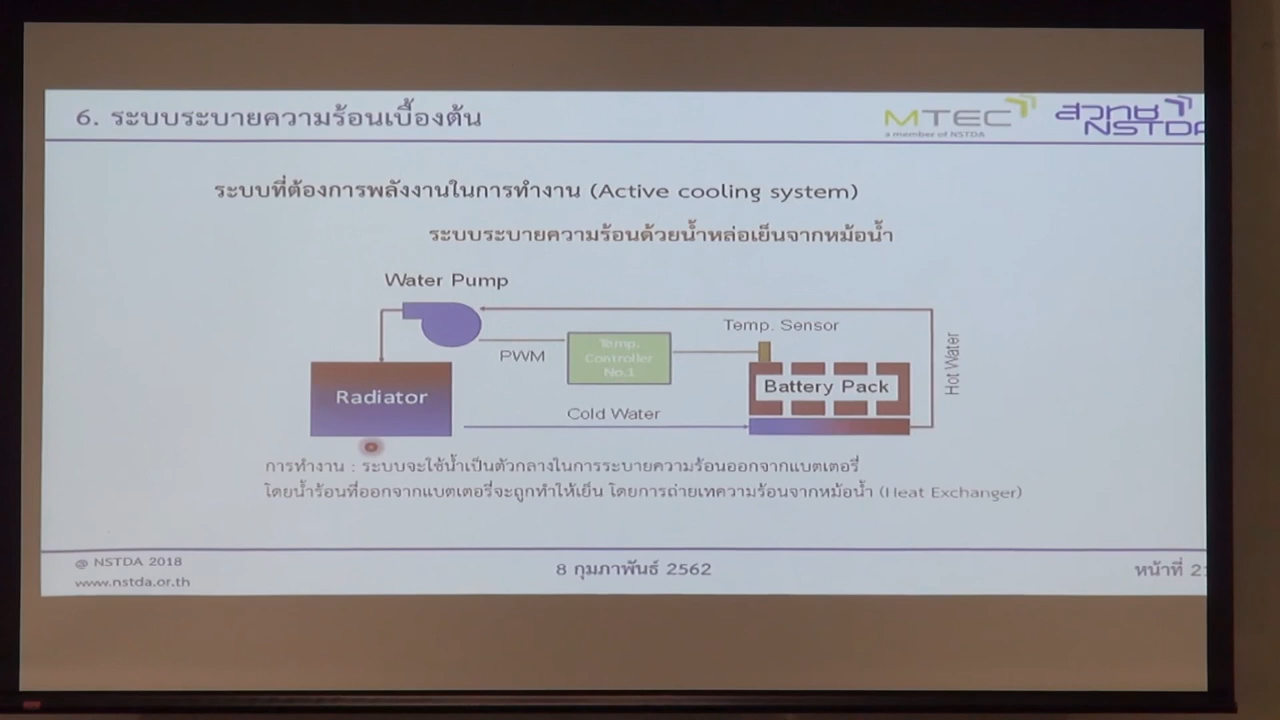 6. ระบบระบายความร้อนเบื้องต้น
MTEC
a member of NSTDA
สวทช
NSTDA
ระบบที่ต้องการพลังงานในการทำงาน (Active cooling system)
ระบบระบายความร้อนด้วยน้ำหล่อเย็นจากหม้อน้ำ
Water Pump
Temp. Sensor
PWM
Temp.
Controller
No.1
Hot Water
Battery Pack
Radiator
Cold Water
การทำงาน : ระบบจะใช้น้ำเป็นตัวกลางในการระบายความร้อนออกจากแบตเตอรี่
โดยน้ำร้อนที่ออกจากแบตเตอรี่จะถูกทำให้เย็น โดยการถ่ายเทความร้อนจากหม้อน้ำ (Heat Exchanger)
@ NSTDA 2018
www.nstda.or.th
8 กุมภาพันธ์ 2562
หน้าที่